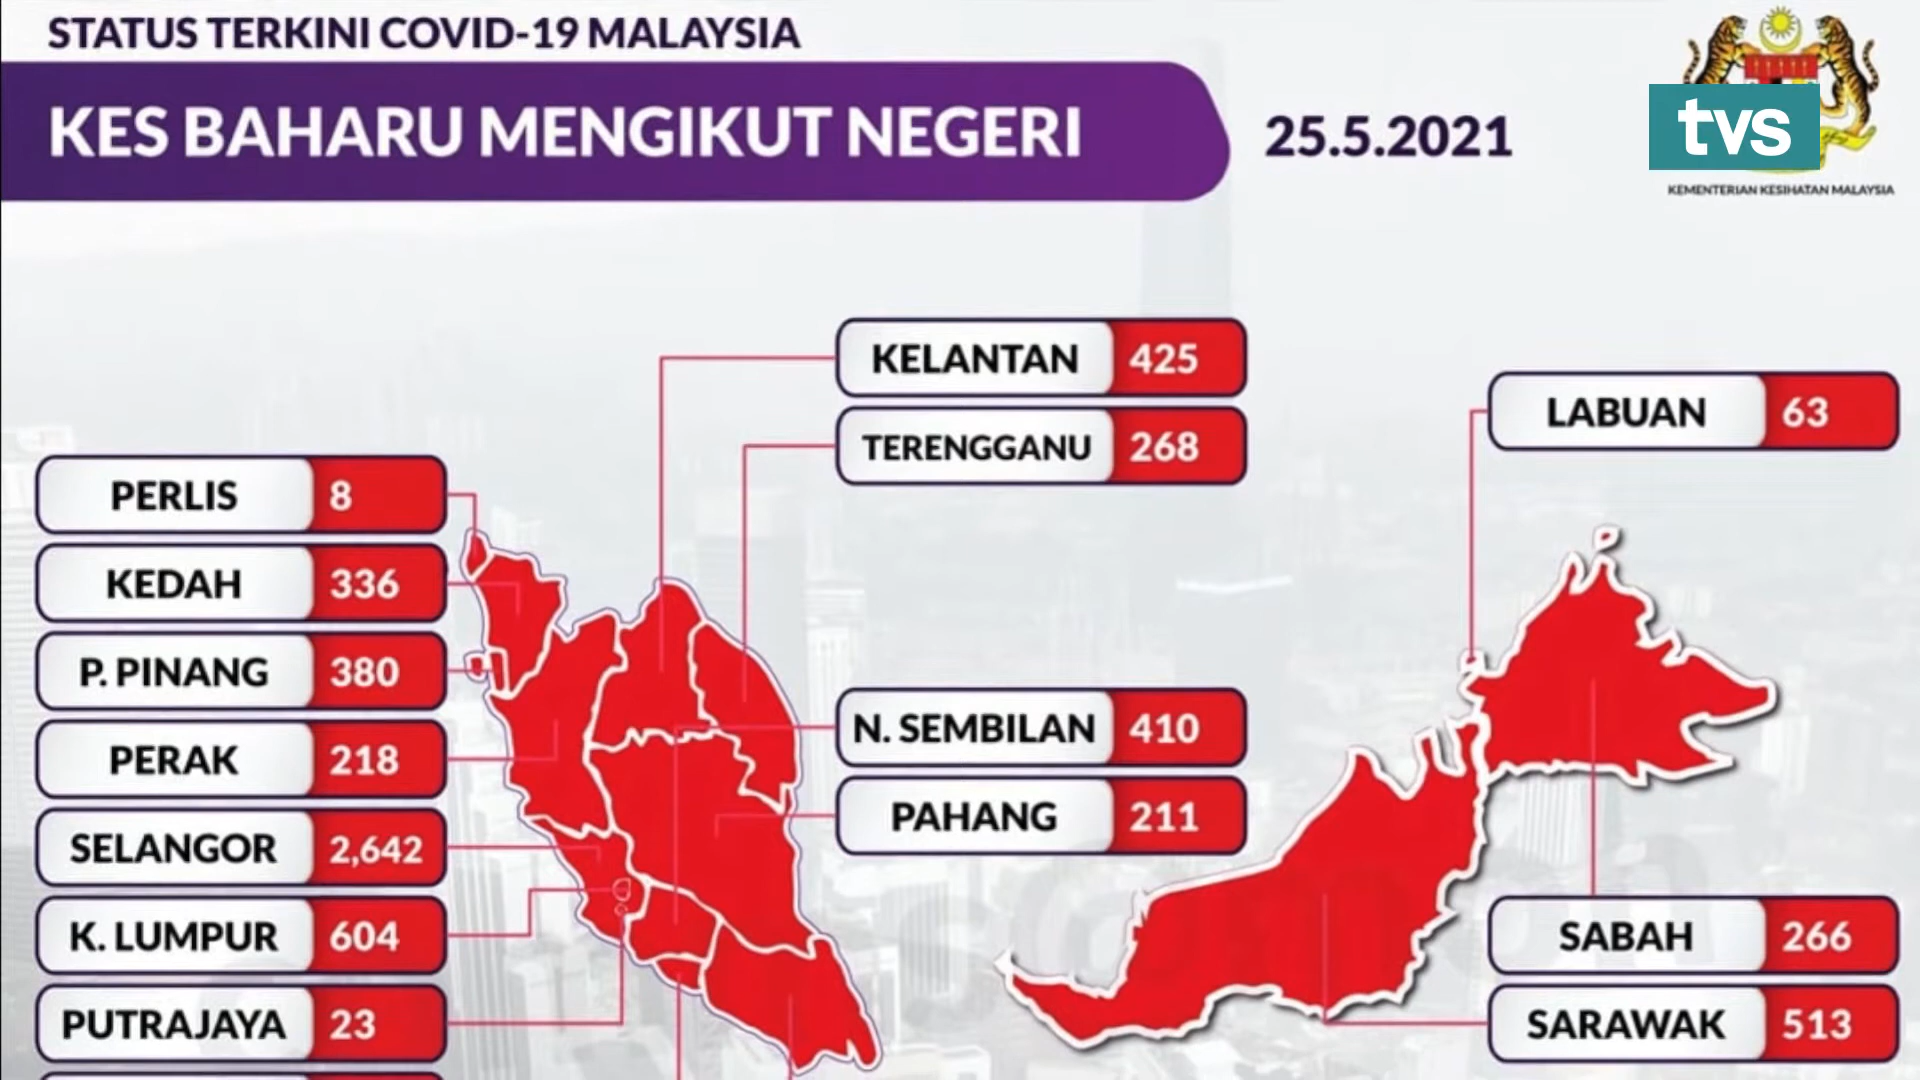 STATUS TERKINI COVID-19 MALAYSIA
KES BAHARU MENGIKUT NEGERI
25.5.2021
tvs
KEMENTERIAN KESIHATAN MALAYSIA
KELANTAN 425
TERENGGANU 268
LABUAN 63
PERLIS 8
KEDAH 336
P. PINANG 380
PERAK 218
SELANGOR 2,642
K. LUMPUR 604
PUTRAJAYA 23
N. SEMBILAN 410
PAHANG 211
SABAH 266
SARAWAK 513